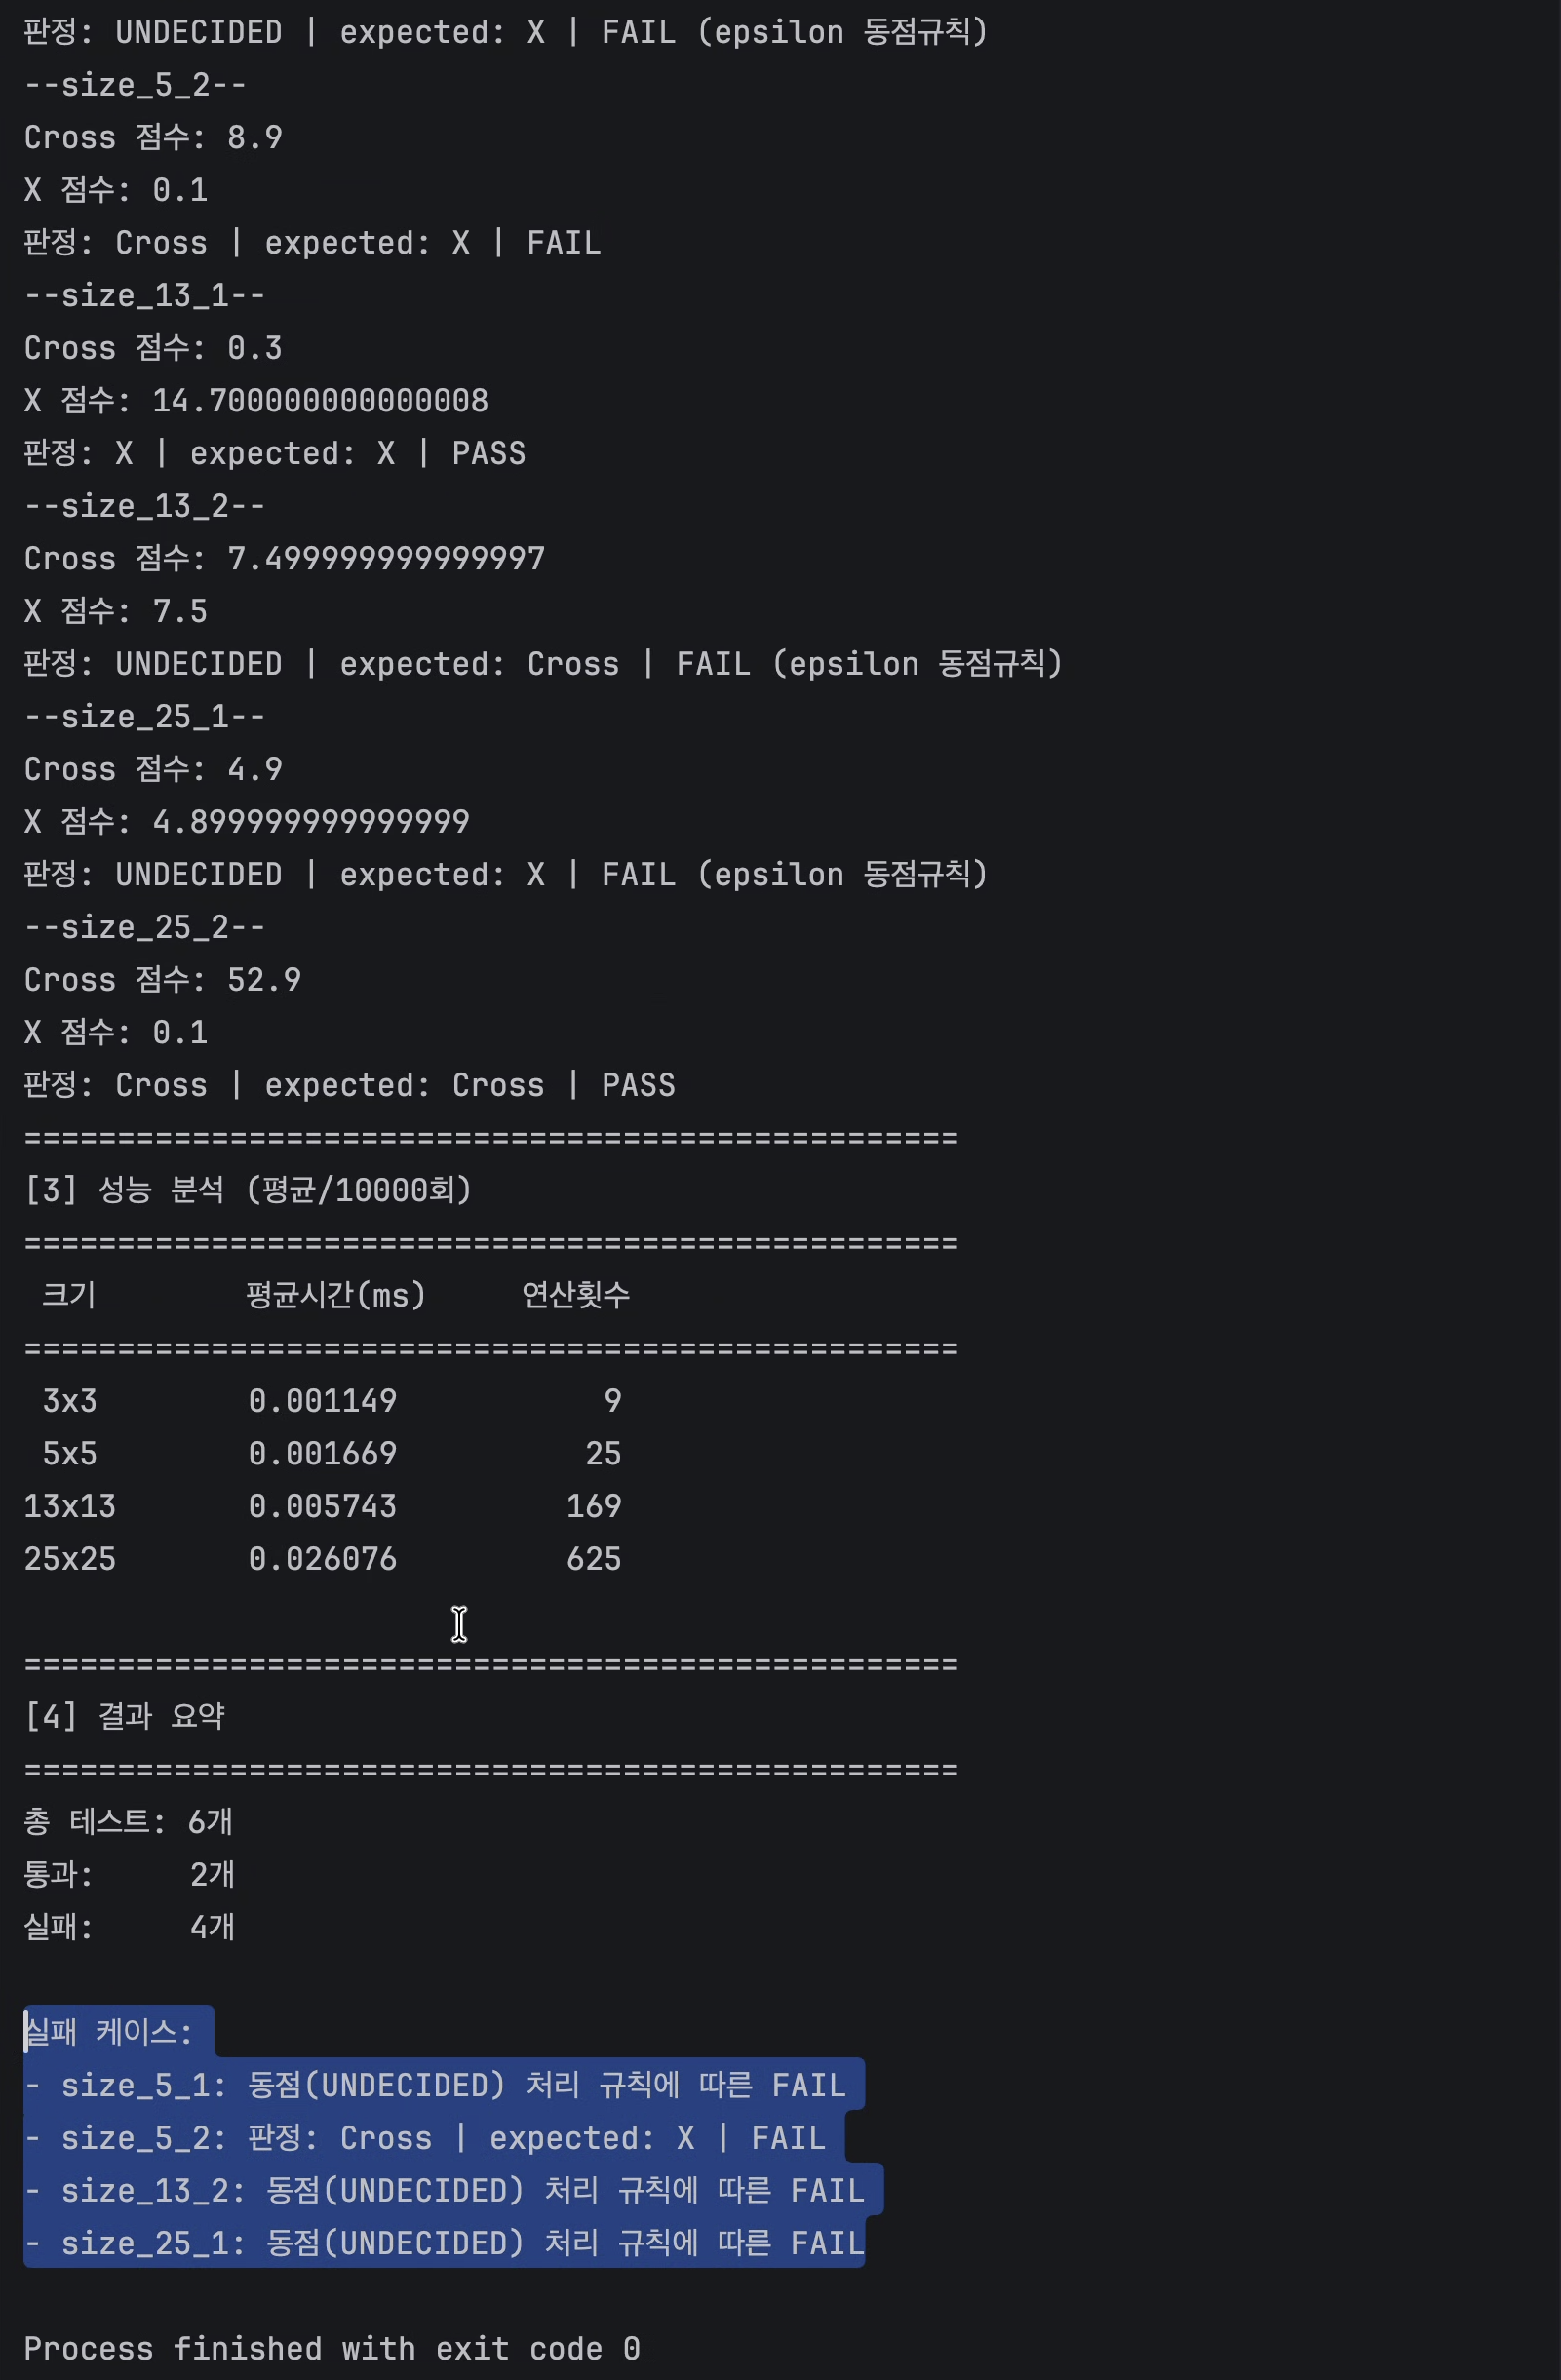 판정: UNDECIDED | expected: X | FAIL (epsilon 동점규칙)
--size_5_2--
Cross 점수: 8.9
X 점수: 0.1
판정: Cross | expected: X | FAIL
--size_13_1--
Cross 점수: 0.3
X 점수: 14.700000000000008
판정: X | expected: X | PASS
--size_13_2--
Cross 점수: 7.499999999999997
X 점수: 7.5
판정: UNDECIDED | expected: Cross | FAIL (epsilon 동점규칙)
--size_25_1--
Cross 점수: 4.9
X 점수: 4.899999999999999
판정: UNDECIDED | expected: X | FAIL (epsilon 동점규칙)
--size_25_2--
Cross 점수: 52.9
X 점수: 0.1
판정: Cross | expected: Cross | PASS
==================================================
[3] 성능 분석 (평균/10000회)
==================================================
크기 평균시간(ms) 연산횟수
==================================================
3x3 0.001149 9
5x5 0.001669 25
13x13 0.005743 169
25x25 0.026076 625
==================================================
[4] 결과 요약
==================================================
총 테스트: 6개
통과: 2개
실패: 4개
실패 케이스:
- size_5_1: 동점(UNDECIDED) 처리 규칙에 따른 FAIL
- size_5_2: 판정: Cross | expected: X | FAIL
- size_13_2: 동점(UNDECIDED) 처리 규칙에 따른 FAIL
- size_25_1: 동점(UNDECIDED) 처리 규칙에 따른 FAIL
Process finished with exit code 0